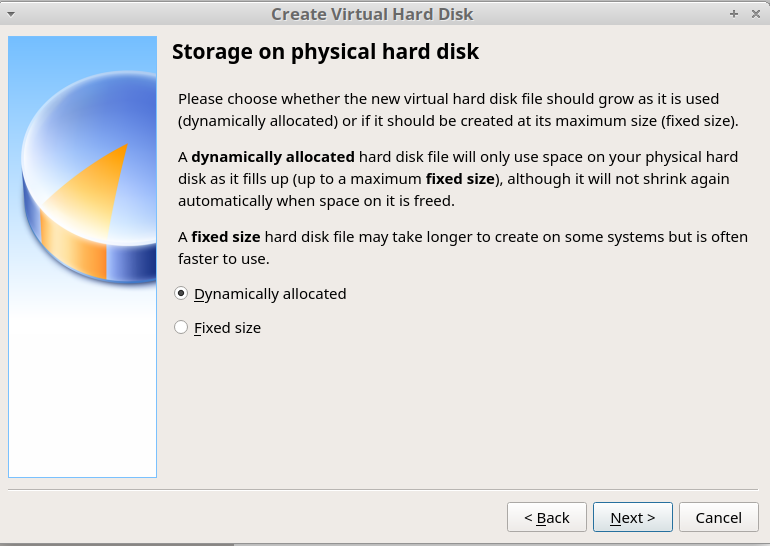 Create Virtual Hard Disk
Storage on physical hard disk
Please choose whether the new virtual hard disk file should grow as it is used
(dynamically allocated) or if it should be created at its maximum size (fixed size).
A dynamically allocated hard disk file will only use space on your physical hard
disk as it fills up (up to a maximum fixed size), although it will not shrink again
automatically when space on it is freed.
A fixed size hard disk file may take longer to create on some systems but is often
faster to use.
Dynamically allocated
Fixed size
< Back Next > Cancel